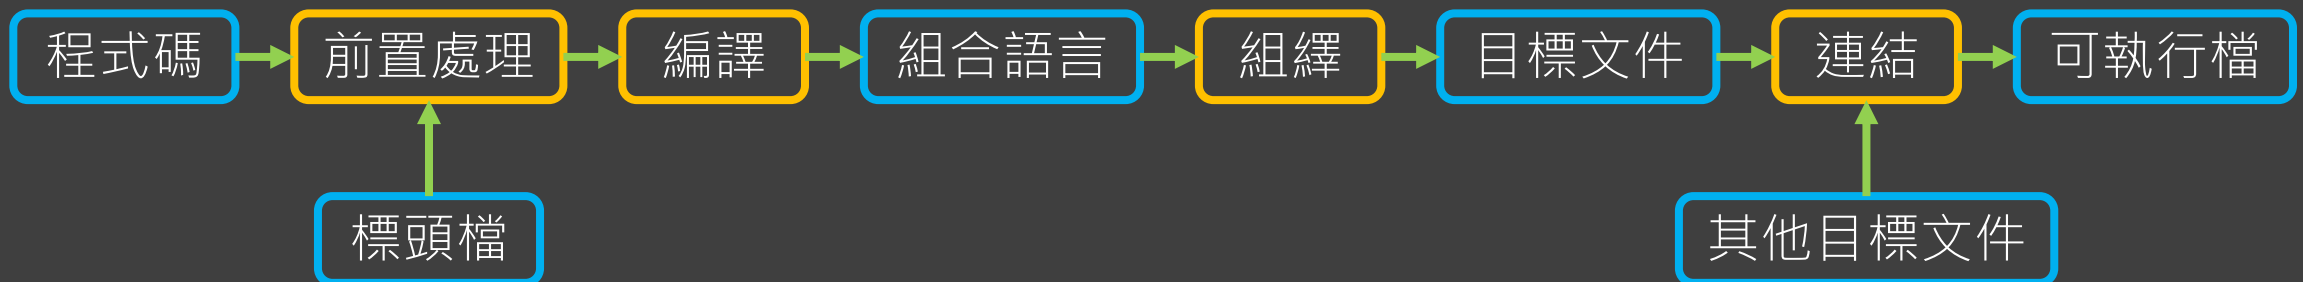 程式碼
前置處理
編譯
組合語言
組繹
目標文件
連結
可執行檔
標頭檔
其他目標文件